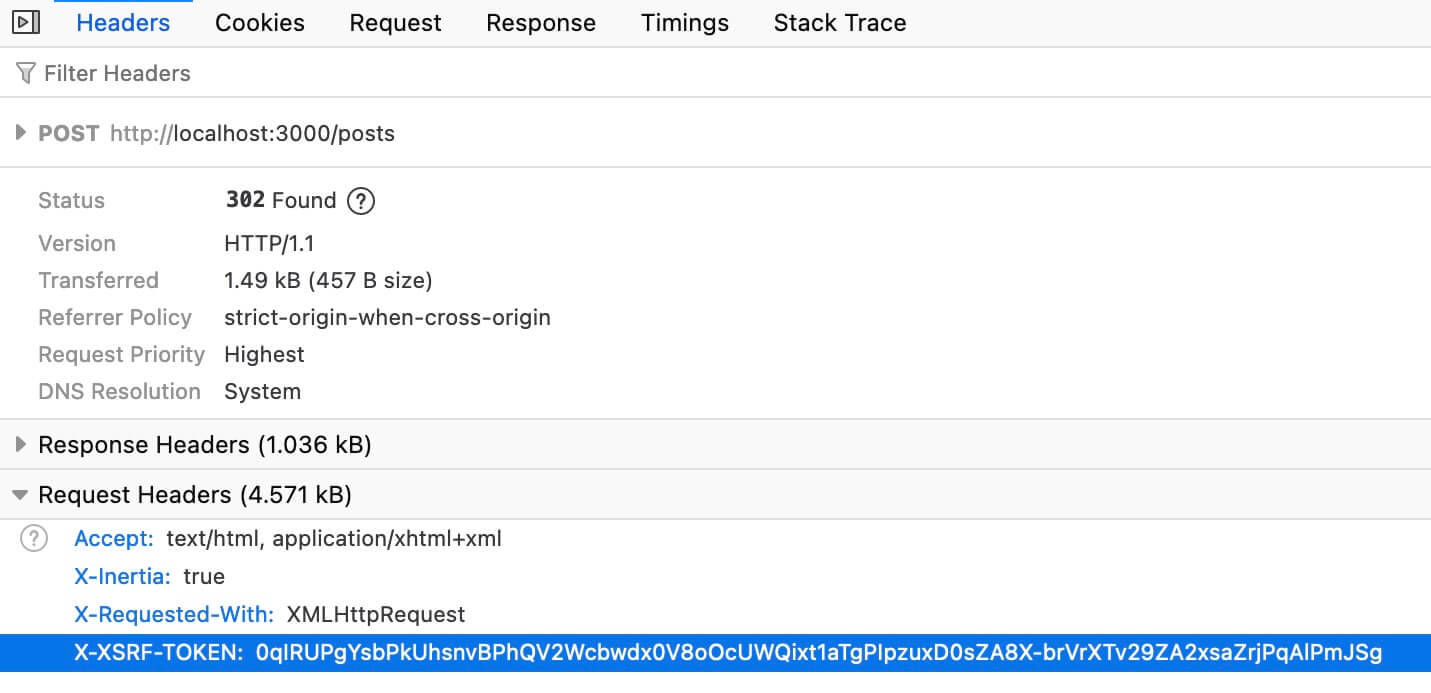 Headers Cookies Request Response Timings Stack Trace
Filter Headers
POST http://localhost:3000/posts
Status 302 Found ?
Version HTTP/1.1
Transferred 1.49 kB (457 B size)
Referrer Policy strict-origin-when-cross-origin
Request Priority Highest
DNS Resolution System
Response Headers (1.036 kB)
Request Headers (4.571 kB)
? Accept: text/html, application/xhtml+xml
X-Inertia: true
X-Requested-With: XMLHttpRequest
X-XSRF-TOKEN: 0qIRUPgYsbPkUhsnvBPhQV2Wcbwdx0V8oOcUWQixt1aTgPIpzuxD0sZA8X-brVrXTv29ZA2xsaZrjPqAlPmJSg